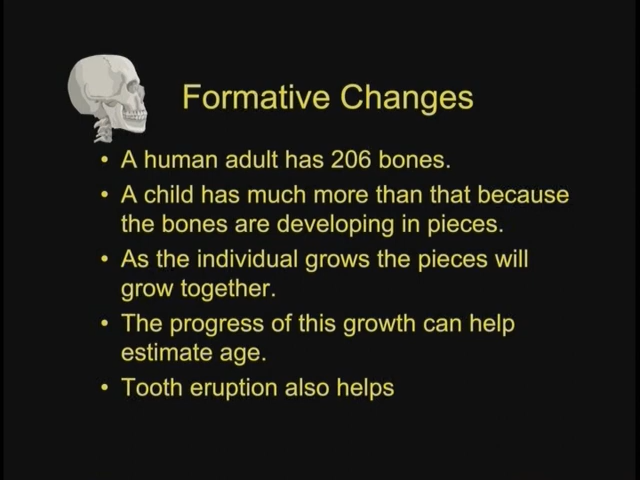 Formative Changes
• A human adult has 206 bones.
• A child has much more than that because
the bones are developing in pieces.
• As the individual grows the pieces will
grow together.
• The progress of this growth can help
estimate age.
• Tooth eruption also helps